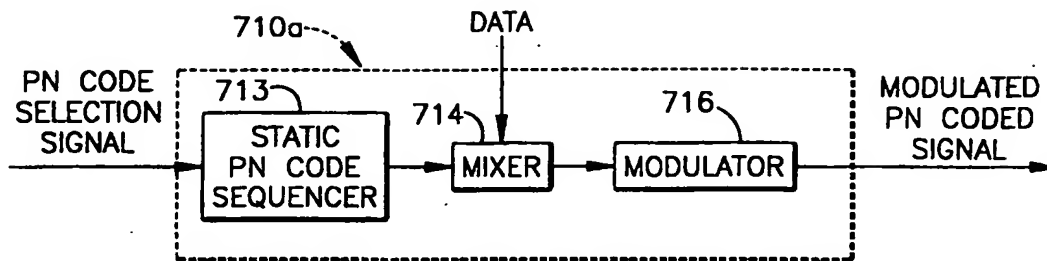 710a
DATA
PN CODE
SELECTION
SIGNAL
713
STATIC
PN CODE
SEQUENCER
714
MIXER
716
MODULATOR
MODULATED
PN CODED
SIGNAL